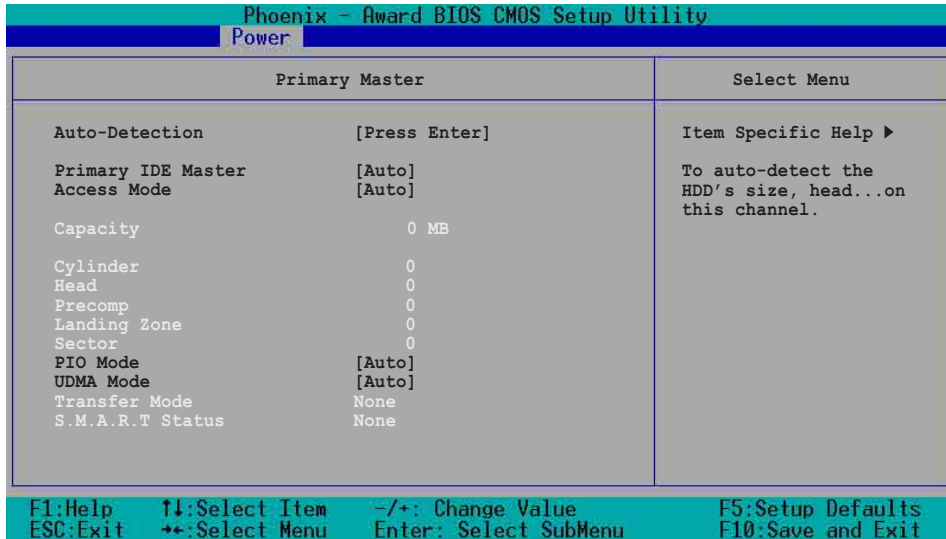 Phoenix - Award BIOS CMOS Setup Utility
Power
Primary Master
Select Menu
Auto-Detection [Press Enter]
Primary IDE Master [Auto]
Access Mode [Auto]
Capacity 0 MB
Cylinder 0
Head 0
Precomp 0
Landing Zone 0
Sector 0
PIO Mode [Auto]
UDMA Mode [Auto]
Transfer Mode None
S.M.A.R.T Status None
Item Specific Help ▶
To auto-detect the
HDD's size, head...on
this channel.
F1:Help ↑↓:Select Item -/+: Change Value F5:Setup Defaults
ESC:Exit →←:Select Menu Enter: Select SubMenu F10:Save and Exit